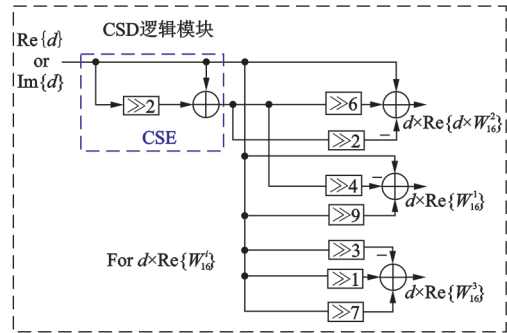 CSD逻辑模块
Re{d}
or
Im{d}
≫2
CSE
≫6
d×Re{d×W₁₆²}
−
≫2
−
≫4
d×Re{W₁₆¹}
≫9
≫3
−
For d×Re{W₁₆ⁱ}
≫1
d×Re{W₁₆³}
≫7